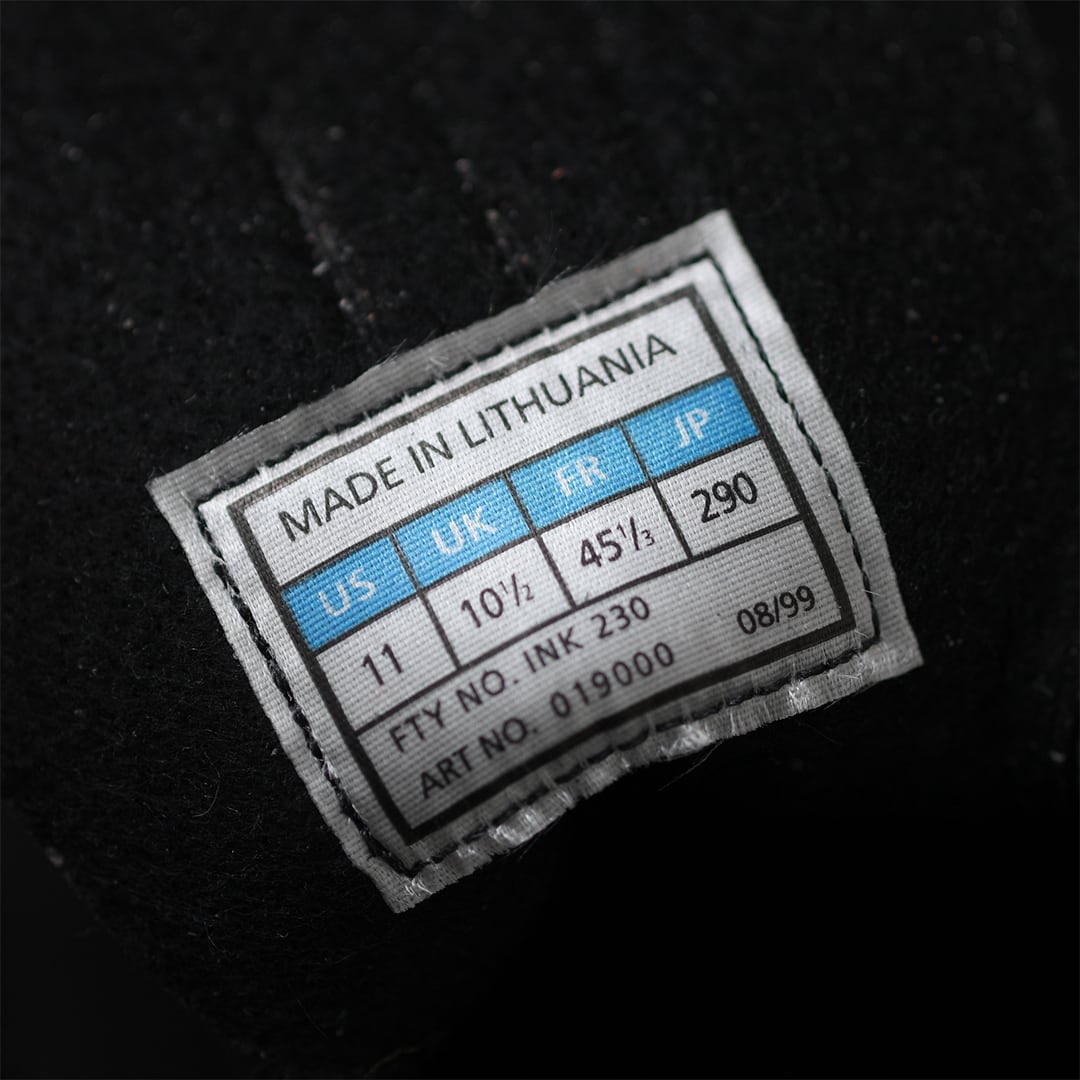 MADE IN LITHUANIA
US UK FR JP
11 10½ 45⅓ 290
FTY NO. INK 230
ART NO. 019000 08/99